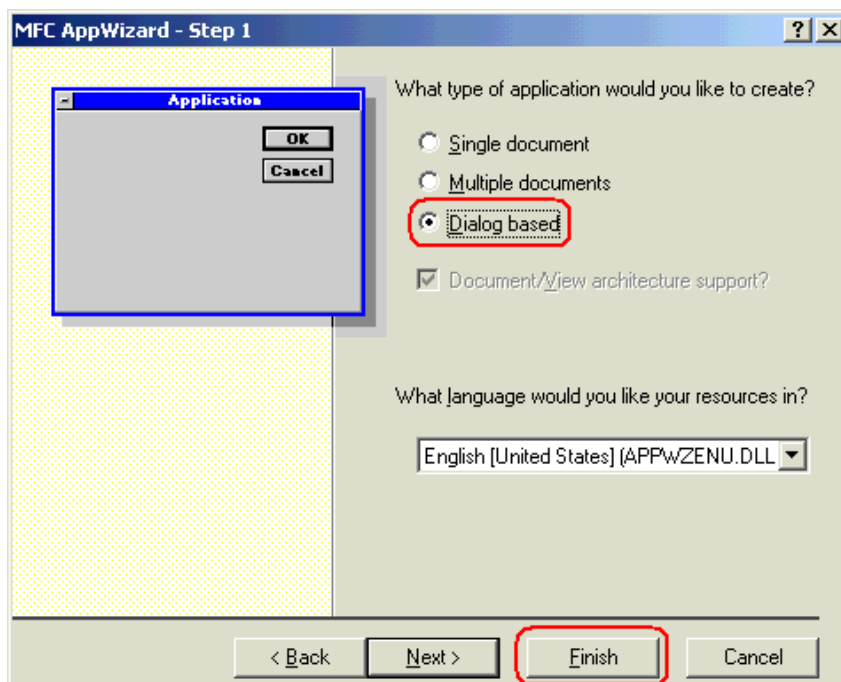 MFC AppWizard - Step 1
Application
OK
Cancel
What type of application would you like to create?
Single document
Multiple documents
Dialog based
Document/View architecture support?
What language would you like your resources in?
English [United States] (APPWZENU.DLL
< Back
Next >
Finish
Cancel